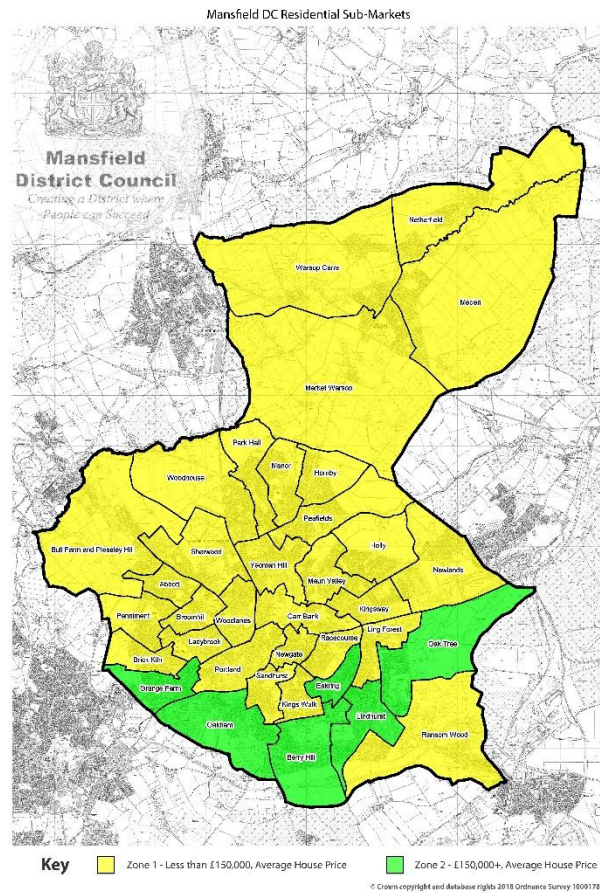 Mansfield DC Residential Sub-Markets
Mansfield
District Council
Creating a District where
People can Succeed
Netherfield
Warsop Carrs
Meden
Market Warsop
Park Hall
Manor
Hornby
Woodhouse
Peafields
Bull Farm and Pleasley Hill
Sherwood
Holly
Yeoman Hill
Newlands
Abbott
Maun Valley
Kingsway
Penniment
Broomhill
Woodlands
Carr Bank
Ling Forest
Ladybrook
Racecourse
Oak Tree
Brick Kiln
Newgate
Portland
Sandhurst
Grange Farm
Eakring
Kings Walk
Lindhurst
Oakham
Ransom Wood
Berry Hill
Key
Zone 1 - Less than £150,000, Average House Price
Zone 2 - £150,000+, Average House Price
© Crown copyright and database rights 2018 Ordnance Survey